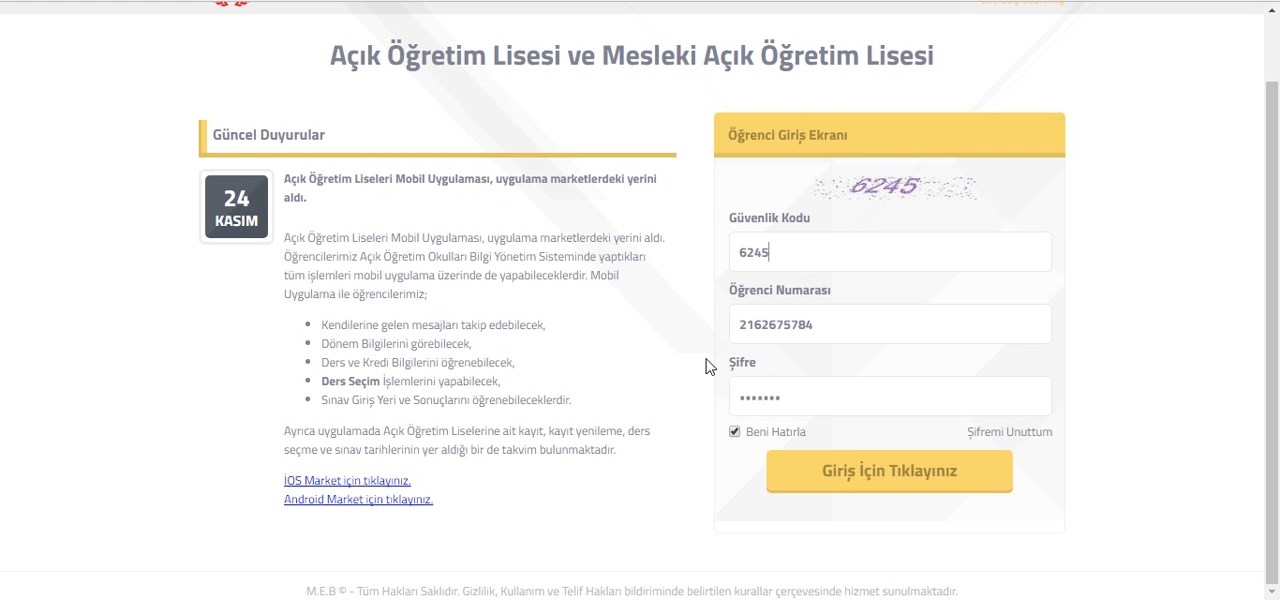 Açık Öğretim Lisesi ve Mesleki Açık Öğretim Lisesi
Güncel Duyurular
24
KASIM
Açık Öğretim Liseleri Mobil Uygulaması, uygulama marketlerdeki yerini
aldı.
Açık Öğretim Liseleri Mobil Uygulaması, uygulama marketlerdeki yerini aldı.
Öğrencilerimiz Açık Öğretim Okulları Bilgi Yönetim Sisteminde yaptıkları
tüm işlemleri mobil uygulama üzerinde de yapabileceklerdir. Mobil
Uygulama ile öğrencilerimiz;
Kendilerine gelen mesajları takip edebilecek,
Dönem Bilgilerini görebilecek,
Ders ve Kredi Bilgilerini öğrenebilecek,
Ders Seçim İşlemlerini yapabilecek,
Sınav Giriş Yeri ve Sonuçlarını öğrenebileceklerdir.
Ayrıca uygulamada Açık Öğretim Liselerine ait kayıt, kayıt yenileme, ders
seçme ve sınav tarihlerinin yer aldığı bir de takvim bulunmaktadır.
İOS Market için tıklayınız.
Android Market için tıklayınız.
Öğrenci Giriş Ekranı
6245
Güvenlik Kodu
6245
Öğrenci Numarası
2162675784
Şifre
•••••••
Beni Hatırla
Şifremi Unuttum
Giriş İçin Tıklayınız
M.E.B © - Tüm Hakları Saklıdır. Gizlilik, Kullanım ve Telif Hakları bildiriminde belirtilen kurallar çerçevesinde hizmet sunulmaktadır.